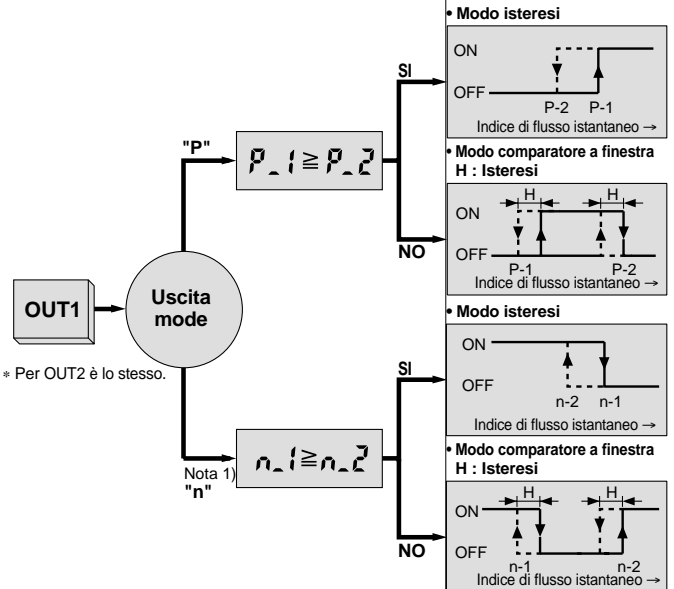 OUT1
* Per OUT2 è lo stesso.
Uscita
mode
"P"
P_1≧P_2
SI
NO
Nota 1)
"n"
n_1≧n_2
SI
NO
• Modo isteresi
ON
OFF
P-2 P-1
Indice di flusso istantaneo →
• Modo comparatore a finestra
H : Isteresi
H H
ON
OFF
P-1 P-2
Indice di flusso istantaneo →
• Modo isteresi
ON
OFF
n-2 n-1
Indice di flusso istantaneo →
• Modo comparatore a finestra
H : Isteresi
H H
ON
OFF
n-1 n-2
Indice di flusso istantaneo →